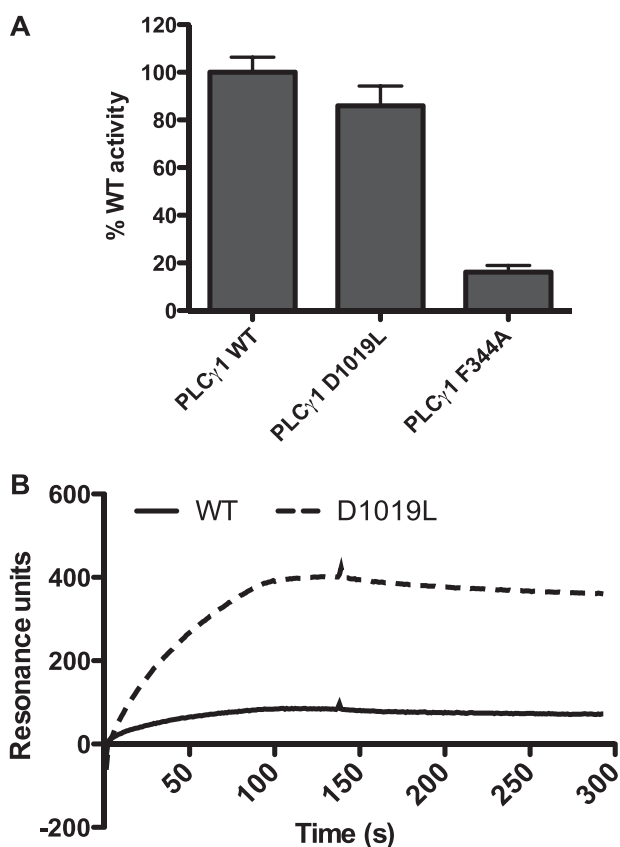 A
% WT activity
120
100
80
60
40
20
0
PLCγ1 WT
PLCγ1 D1019L
PLCγ1 F344A
B
WT
D1019L
Resonance units
600
400
200
0
-200
50
100
150
200
250
300
Time (s)